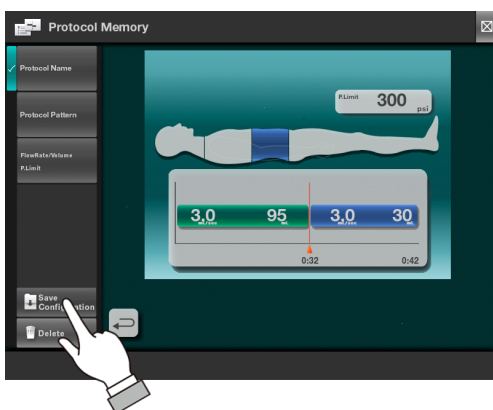 Protocol Memory
Protocol Name
Protocol Pattern
FlowRate/Volume
P.Limit
P.Limit 300 psi
3.0 mL/sec 95 mL 3.0 mL/sec 30 mL
0:32 0:42
Save
Configuration
Delete